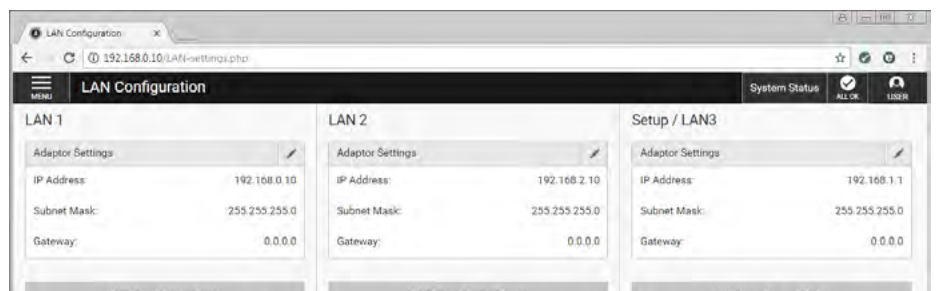 LAN Configuration
192.168.0.10/LAN-settings.php
MENU LAN Configuration System Status ALL OK USER
LAN 1 LAN 2 Setup / LAN3
Adaptor Settings Adaptor Settings Adaptor Settings
IP Address: 192.168.0.10 IP Address: 192.168.2.10 IP Address: 192.168.1.1
Subnet Mask: 255.255.255.0 Subnet Mask: 255.255.255.0 Subnet Mask: 255.255.255.0
Gateway: 0.0.0.0 Gateway: 0.0.0.0 Gateway: 0.0.0.0